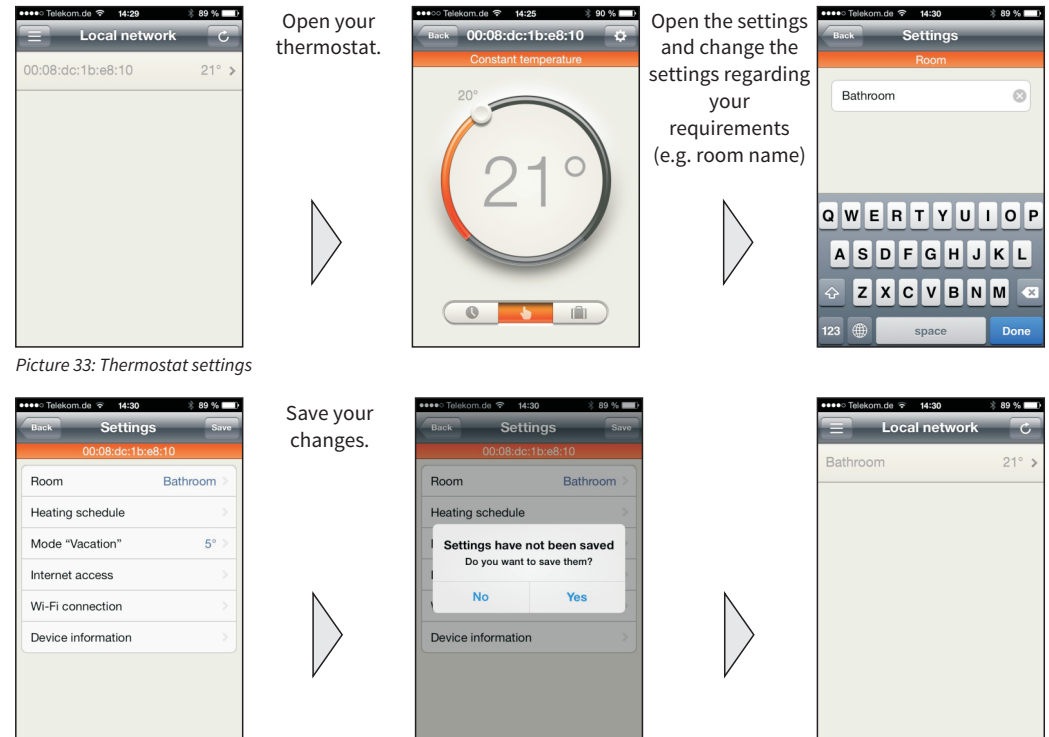 ●●●●○ Telekom.de 14:29 89 %
Local network
00:08:dc:1b:e8:10 21° >
Open your
thermostat.
●●●○○ Telekom.de 14:25 90 %
Back 00:08:dc:1b:e8:10
Constant temperature
20°
21°
Open the settings
and change the
settings regarding
your
requirements
(e.g. room name)
●●●●○ Telekom.de 14:30 89 %
Back Settings
Room
Bathroom
Q W E R T Y U I O P
A S D F G H J K L
Z X C V B N M
123 space Done
Picture 33: Thermostat settings
●●●●○ Telekom.de 14:30 89 %
Back Settings Save
00:08:dc:1b:e8:10
Room Bathroom >
Heating schedule >
Mode “Vacation” 5° >
Internet access >
Wi-Fi connection >
Device information >
Save your
changes.
●●●●○ Telekom.de 14:30 89 %
Back Settings Save
00:08:dc:1b:e8:10
Room Bathroom >
Heating schedule >
Settings have not been saved
Do you want to save them?
No Yes
Device information >
●●●●○ Telekom.de 14:30 89 %
Local network
Bathroom 21° >